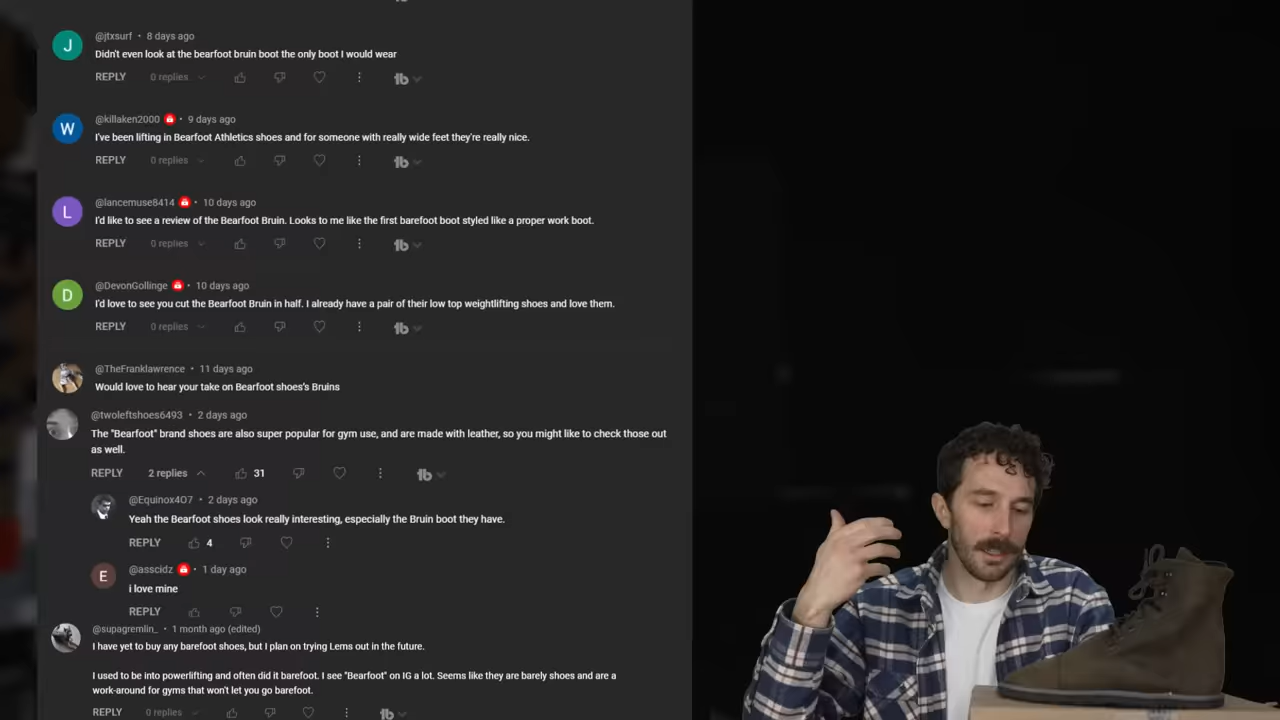 @jtxsurf • 8 days ago
J
Didn't even look at the bearfoot bruin boot the only boot I would wear
REPLY 0 replies
@killaken2000 • 9 days ago
W
I've been lifting in Bearfoot Athletics shoes and for someone with really wide feet they're really nice.
REPLY 0 replies
@lancemuse8414 • 10 days ago
L
I'd like to see a review of the Bearfoot Bruin. Looks to me like the first barefoot boot styled like a proper work boot.
REPLY 0 replies
@DevonGollinge • 10 days ago
D
I'd love to see you cut the Bearfoot Bruin in half. I already have a pair of their low top weightlifting shoes and love them.
REPLY 0 replies
@TheFranklawrence • 11 days ago
Would love to hear your take on Bearfoot shoes's Bruins
@twoleftshoes6493 • 2 days ago
The "Bearfoot" brand shoes are also super popular for gym use, and are made with leather, so you might like to check those out
as well.
REPLY 2 replies 31
@Equinox4O7 • 2 days ago
Yeah the Bearfoot shoes look really interesting, especially the Bruin boot they have.
REPLY 4
@asscidz • 1 day ago
E
i love mine
REPLY
@supagremlin_ • 1 month ago (edited)
I have yet to buy any barefoot shoes, but I plan on trying Lems out in the future.
I used to be into powerlifting and often did it barefoot. I see "Bearfoot" on IG a lot. Seems like they are barely shoes and are a
work-around for gyms that won't let you go barefoot.
REPLY 0 replies